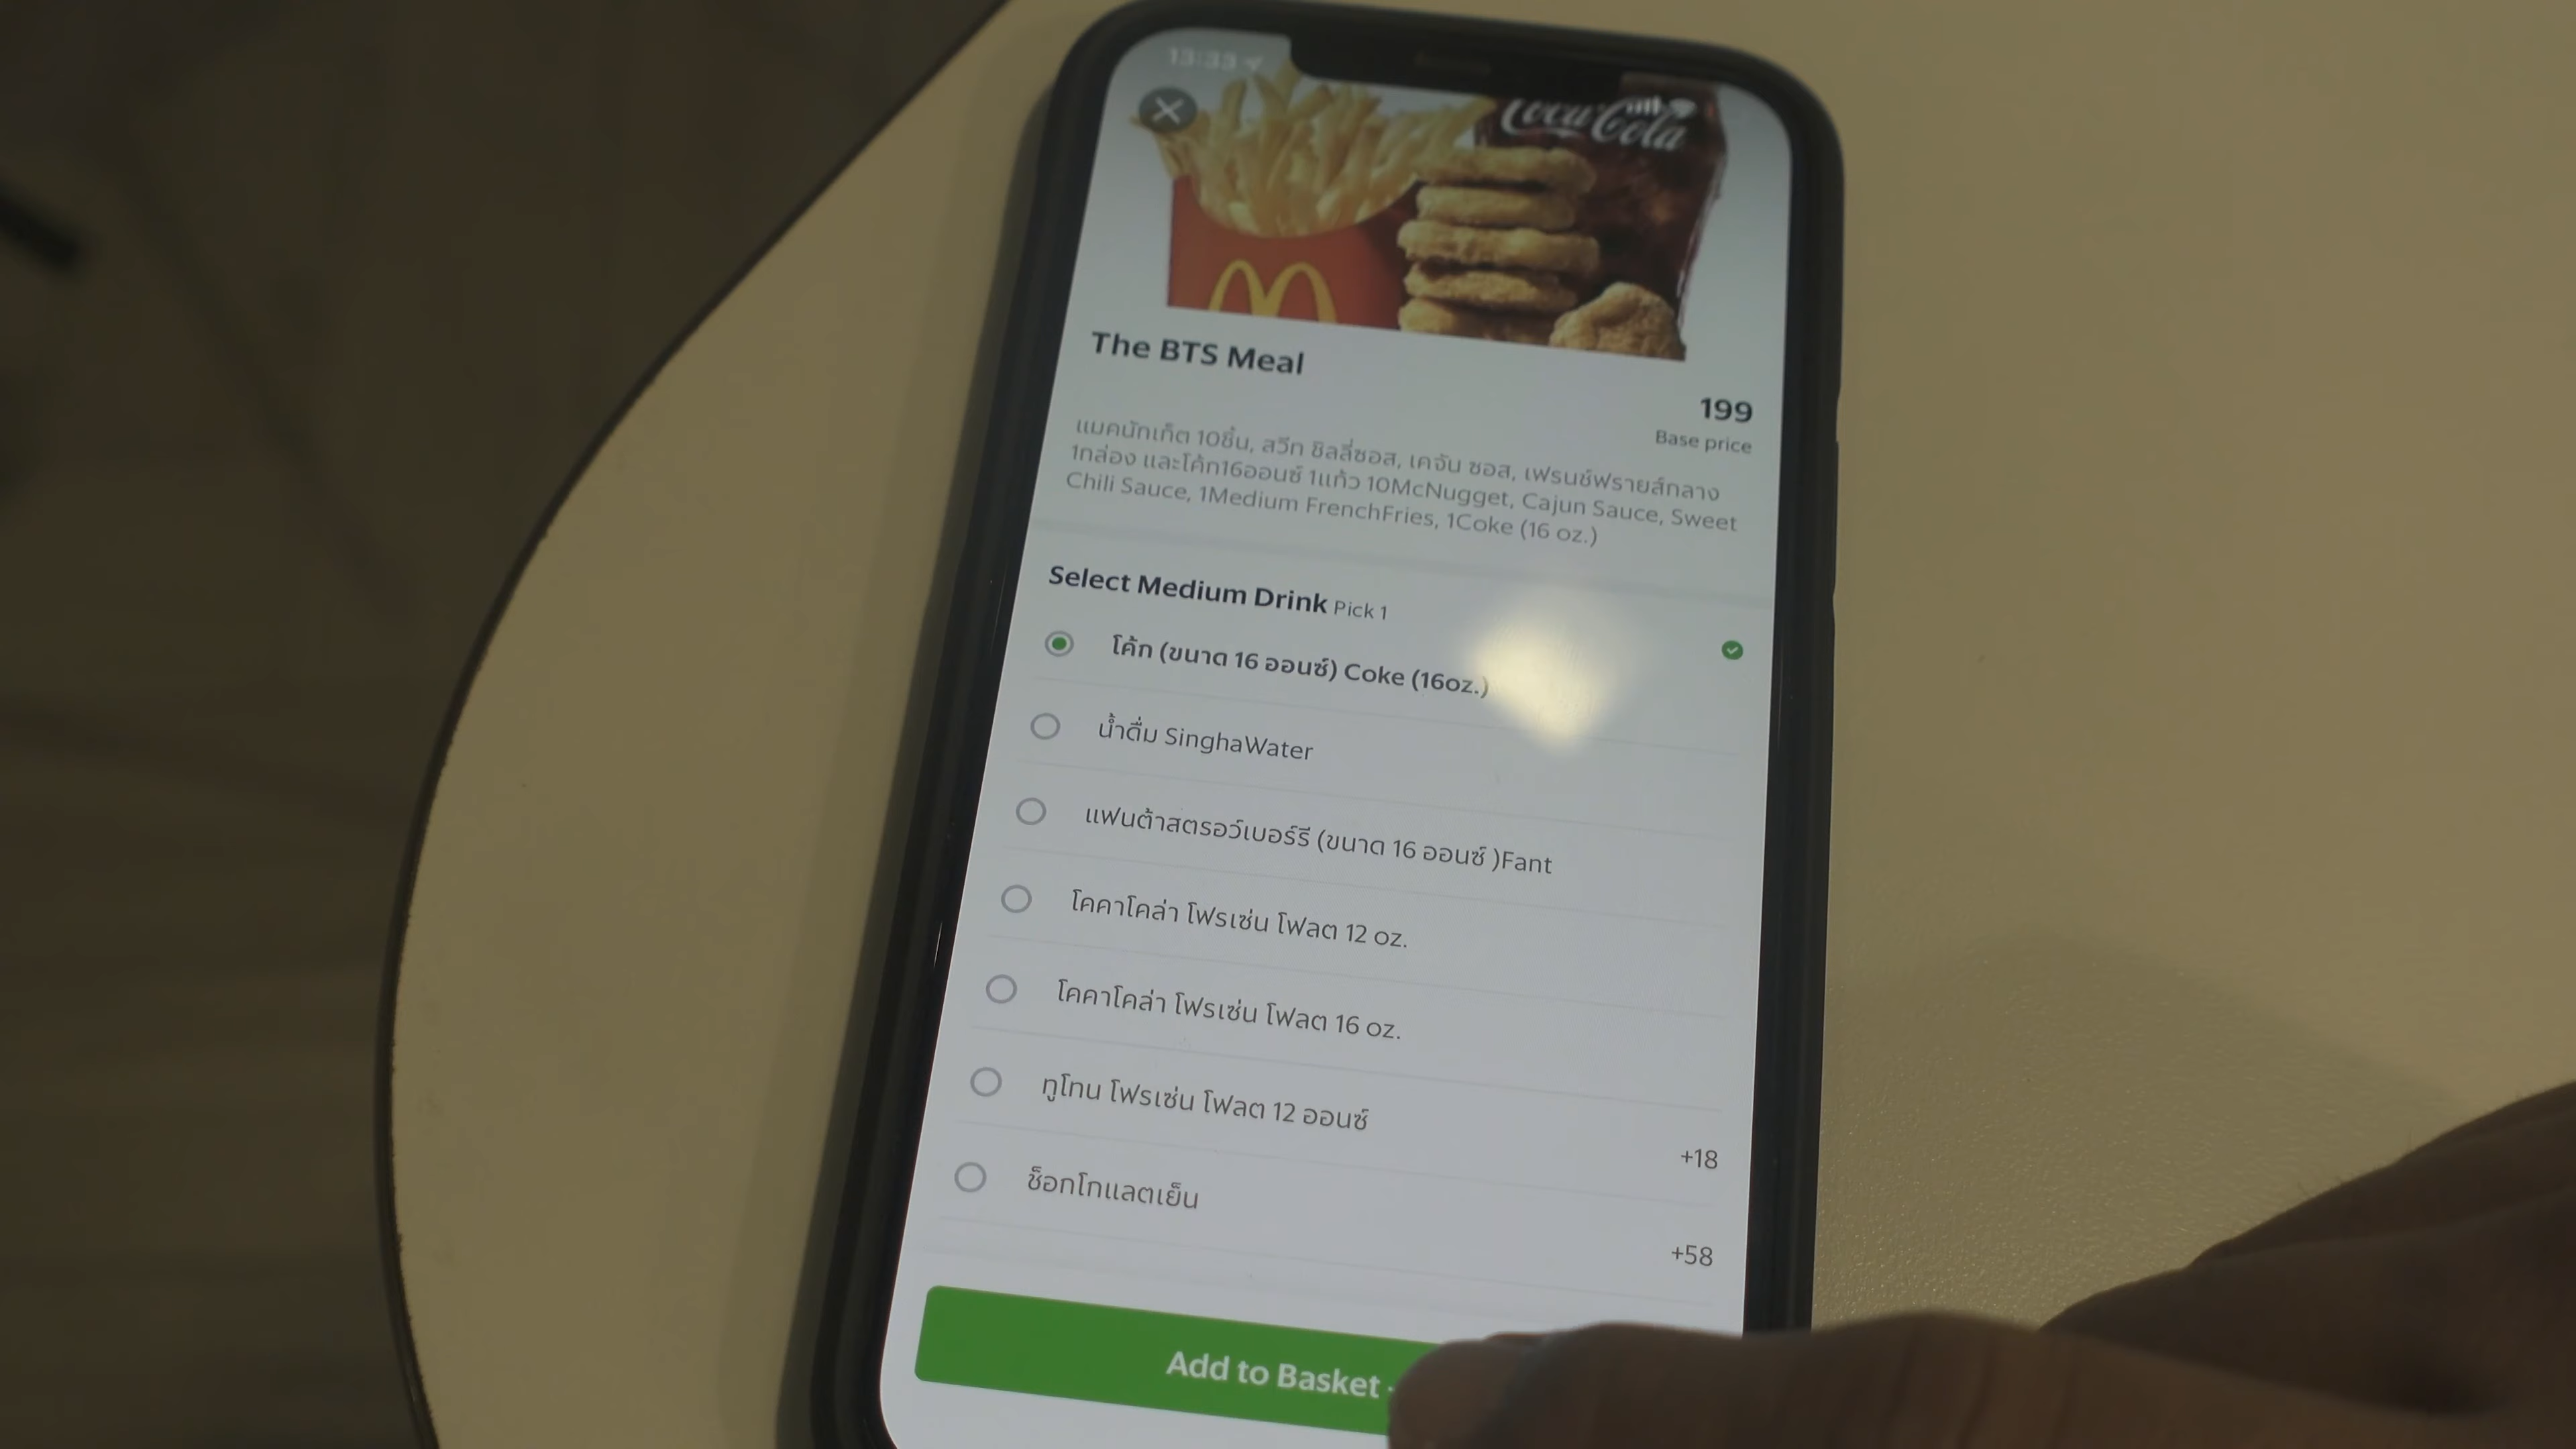 13:33
Coca-Cola
The BTS Meal
199
Base price
แมคนักเก็ต 10ชิ้น, สวีท ชิลลี่ซอส, เคจัน ซอส, เฟรนช์ฟรายส์กลาง
1กล่อง และโค้ก16ออนซ์ 1แก้ว 10McNugget, Cajun Sauce, Sweet
Chili Sauce, 1Medium FrenchFries, 1Coke (16 oz.)
Select Medium Drink Pick 1
โค้ก (ขนาด 16 ออนซ์) Coke (16oz.)
น้ำดื่ม SinghaWater
แฟนต้าสตรอว์เบอร์รี (ขนาด 16 ออนซ์ )Fant
โคคาโคล่า โฟรเซ่น โฟลต 12 oz.
โคคาโคล่า โฟรเซ่น โฟลต 16 oz.
ทูโทน โฟรเซ่น โฟลต 12 ออนซ์
+18
ช็อกโกแลตเย็น
+58
Add to Basket